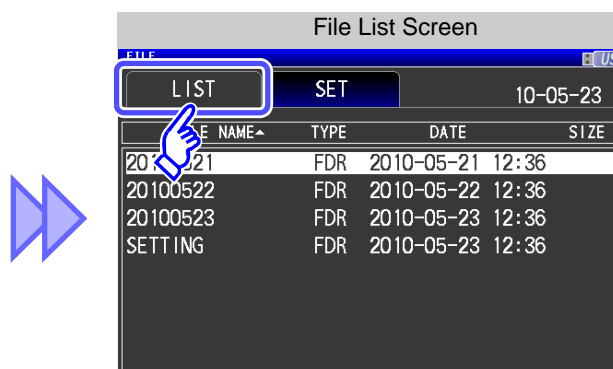 File List Screen
FILE
LIST SET 10-05-23
NAME▲ TYPE DATE SIZE
FDR 2010-05-21 12:36
20100522 FDR 2010-05-22 12:36
20100523 FDR 2010-05-23 12:36
SETTING FDR 2010-05-23 12:36